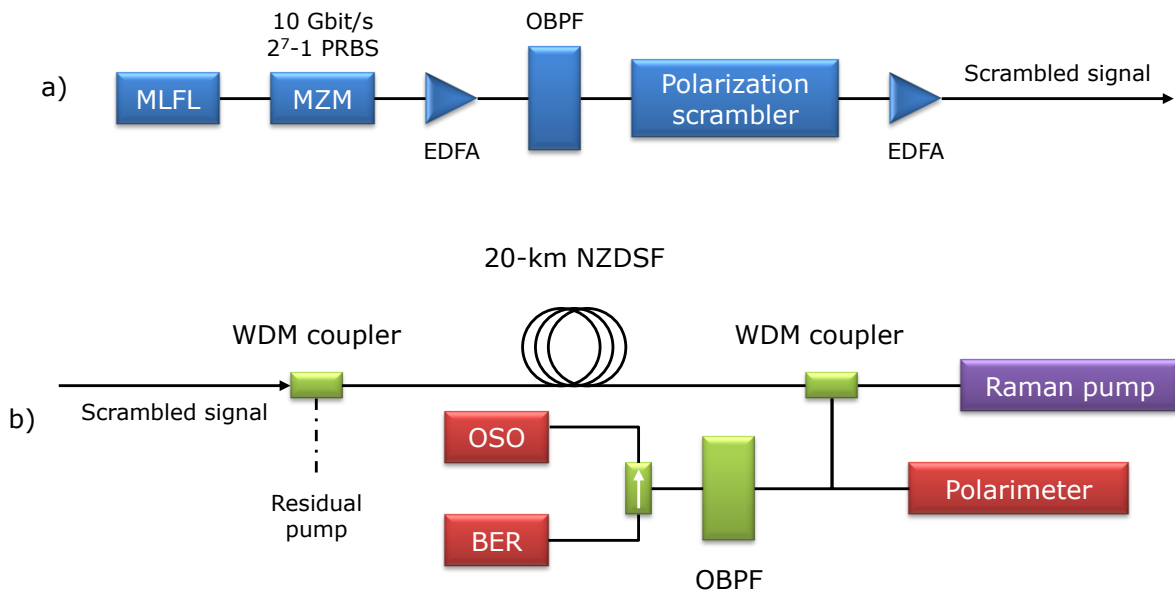 10 Gbit/s
2⁷-1 PRBS
OBPF
a)
MLFL
MZM
Polarization
scrambler
Scrambled signal
EDFA
EDFA
20-km NZDSF
WDM coupler
WDM coupler
Raman pump
Scrambled signal
b)
OSO
Polarimeter
Residual
pump
BER
OBPF